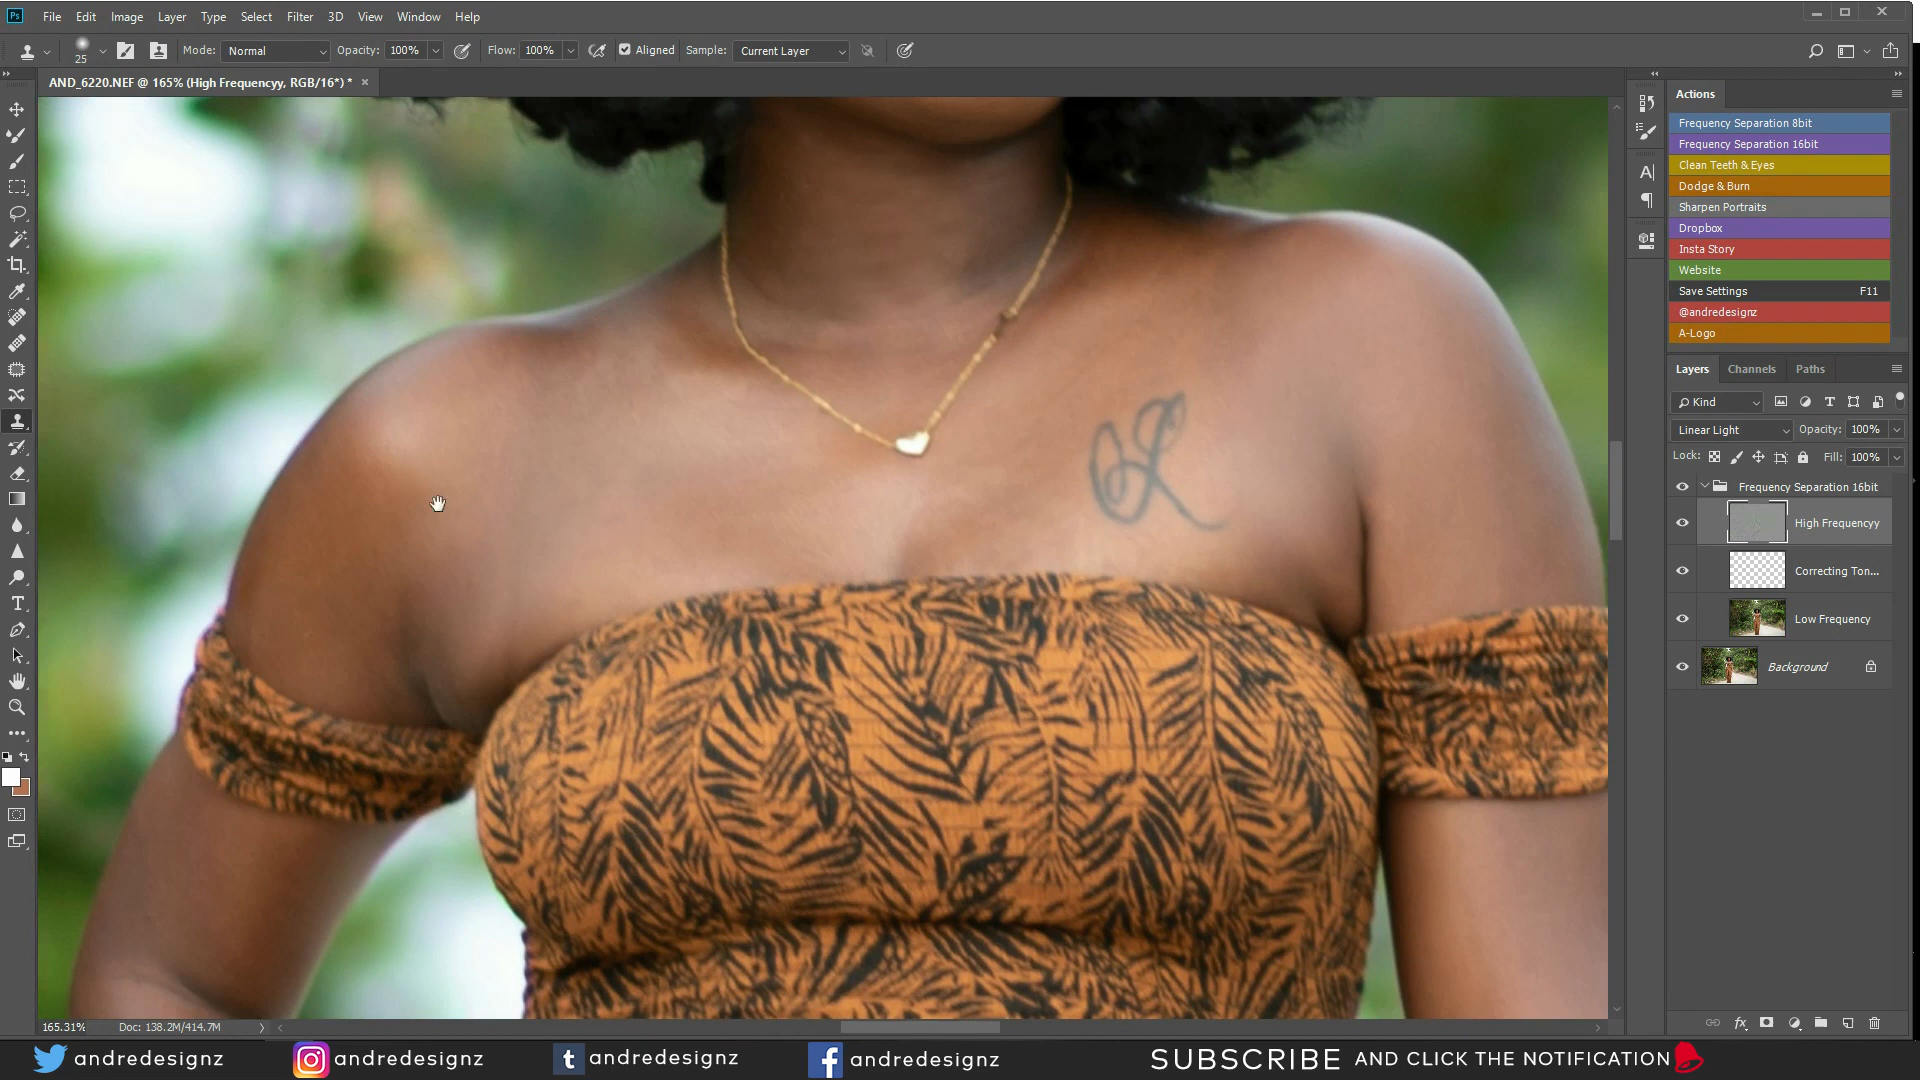 File Edit Image Layer Type Select Filter 3D View Window Help
25 Mode: Normal Opacity: 100% Flow: 100% Aligned Sample: Current Layer
AND_6220.NEF @ 165% (High Frequencyy, RGB/16*) *
Actions
Frequency Separation 8bit
Frequency Separation 16bit
Clean Teeth & Eyes
Dodge & Burn
Sharpen Portraits
Dropbox
Insta Story
Website
Save Settings F11
@andredesignz
A-Logo
Layers Channels Paths
Kind
Linear Light Opacity: 100%
Lock: Fill: 100%
Frequency Separation 16bit
High Frequencyy
Correcting Ton...
Low Frequency
Background
165.31% Doc: 138.2M/414.7M
andredesignz andredesignz andredesignz andredesignz SUBSCRIBE AND CLICK THE NOTIFICATION